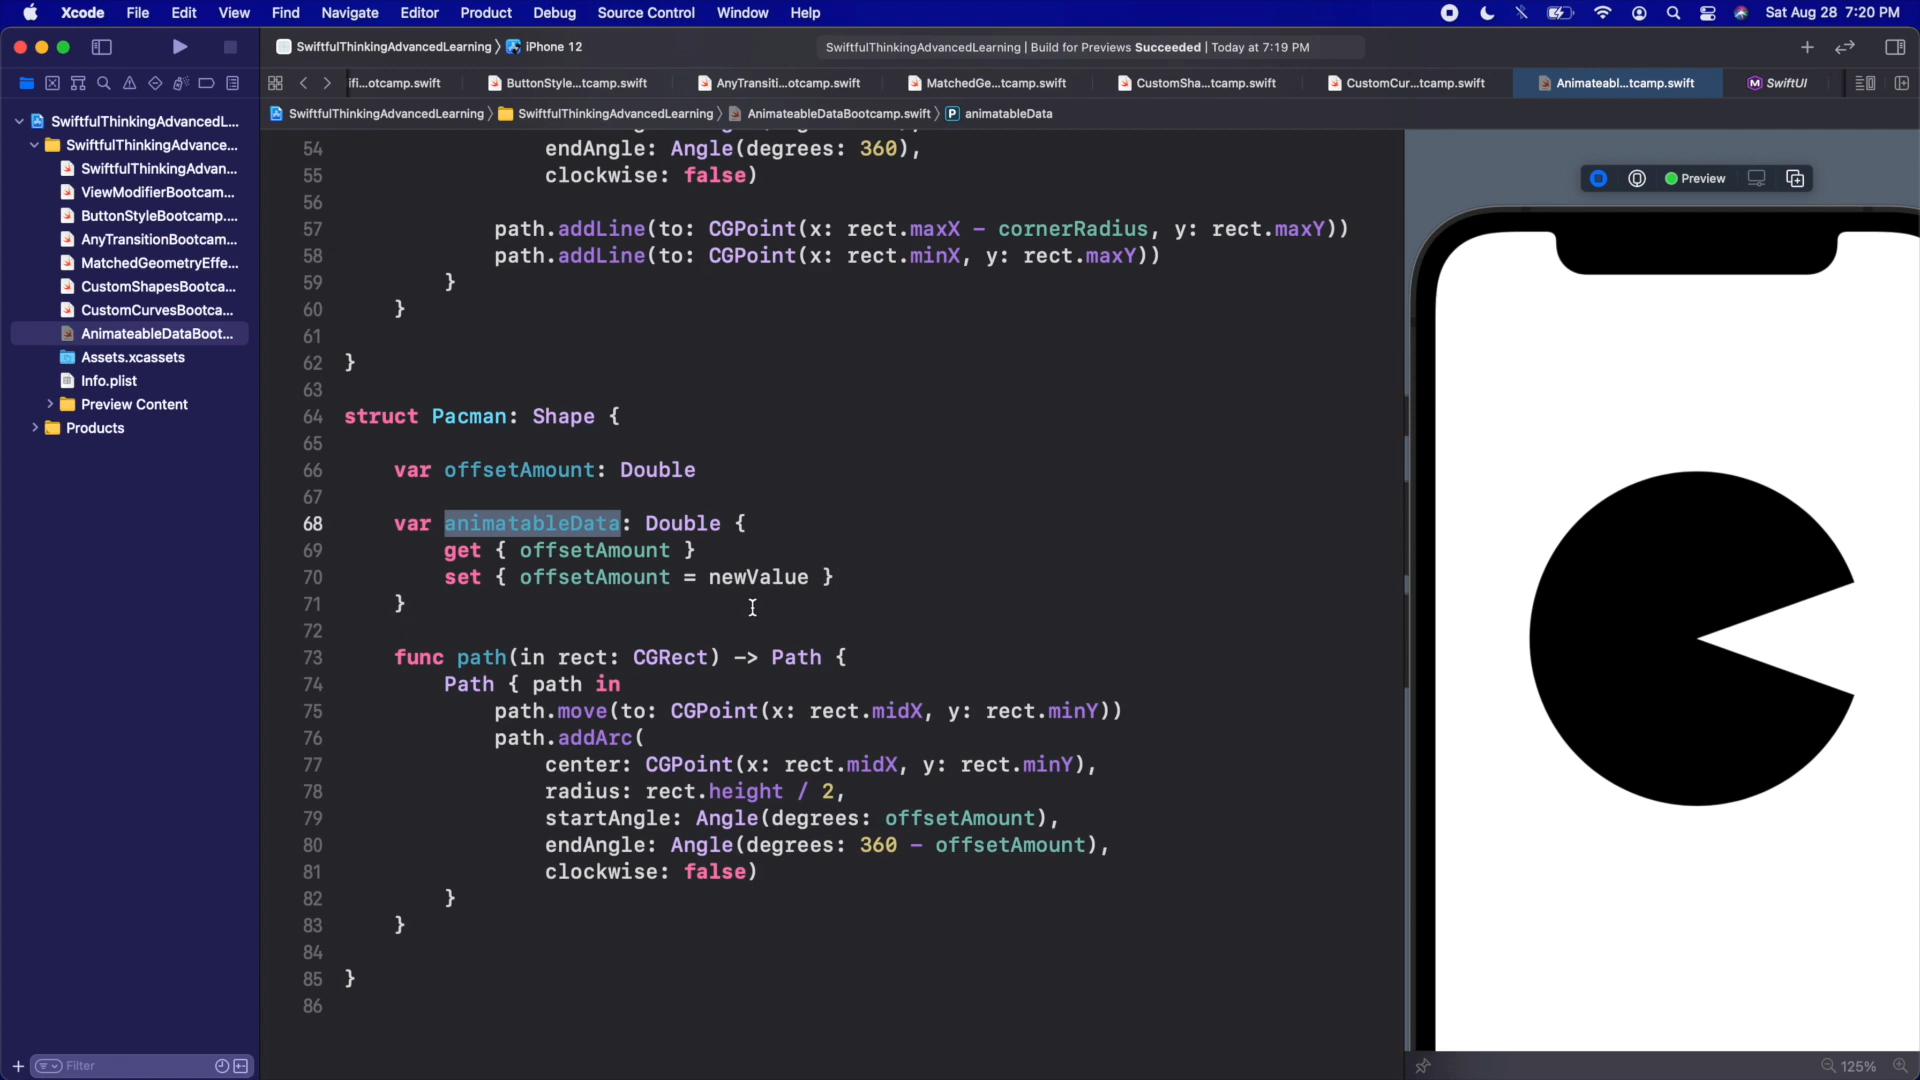 Xcode File Edit View Find Navigate Editor Product Debug Source Control Window Help Sat Aug 28 7:20 PM
SwiftfulThinkingAdvancedLearning iPhone 12 SwiftfulThinkingAdvancedLearning | Build for Previews Succeeded | Today at 7:19 PM
ifi...otcamp.swift ButtonStyle...tcamp.swift AnyTransiti...otcamp.swift MatchedGe...tcamp.swift CustomSha...tcamp.swift CustomCur...tcamp.swift Animateabl...tcamp.swift SwiftUI
SwiftfulThinkingAdvancedLearning SwiftfulThinkingAdvancedLearning AnimateableDataBootcamp.swift P animatableData
SwiftfulThinkingAdvancedL...
SwiftfulThinkingAdvance...
SwiftfulThinkingAdvan...
ViewModifierBootcam...
ButtonStyleBootcamp....
AnyTransitionBootcam...
MatchedGeometryEffe...
CustomShapesBootca...
CustomCurvesBootca...
AnimateableDataBoot...
Assets.xcassets
Info.plist
Preview Content
Products
Filter
54 endAngle: Angle(degrees: 360),
55 clockwise: false)
56
57 path.addLine(to: CGPoint(x: rect.maxX - cornerRadius, y: rect.maxY))
58 path.addLine(to: CGPoint(x: rect.minX, y: rect.maxY))
59 }
60 }
61
62 }
63
64 struct Pacman: Shape {
65
66 var offsetAmount: Double
67
68 var animatableData: Double {
69 get { offsetAmount }
70 set { offsetAmount = newValue }
71 }
72
73 func path(in rect: CGRect) -> Path {
74 Path { path in
75 path.move(to: CGPoint(x: rect.midX, y: rect.minY))
76 path.addArc(
77 center: CGPoint(x: rect.midX, y: rect.minY),
78 radius: rect.height / 2,
79 startAngle: Angle(degrees: offsetAmount),
80 endAngle: Angle(degrees: 360 - offsetAmount),
81 clockwise: false)
82 }
83 }
84
85 }
86
Preview
125%